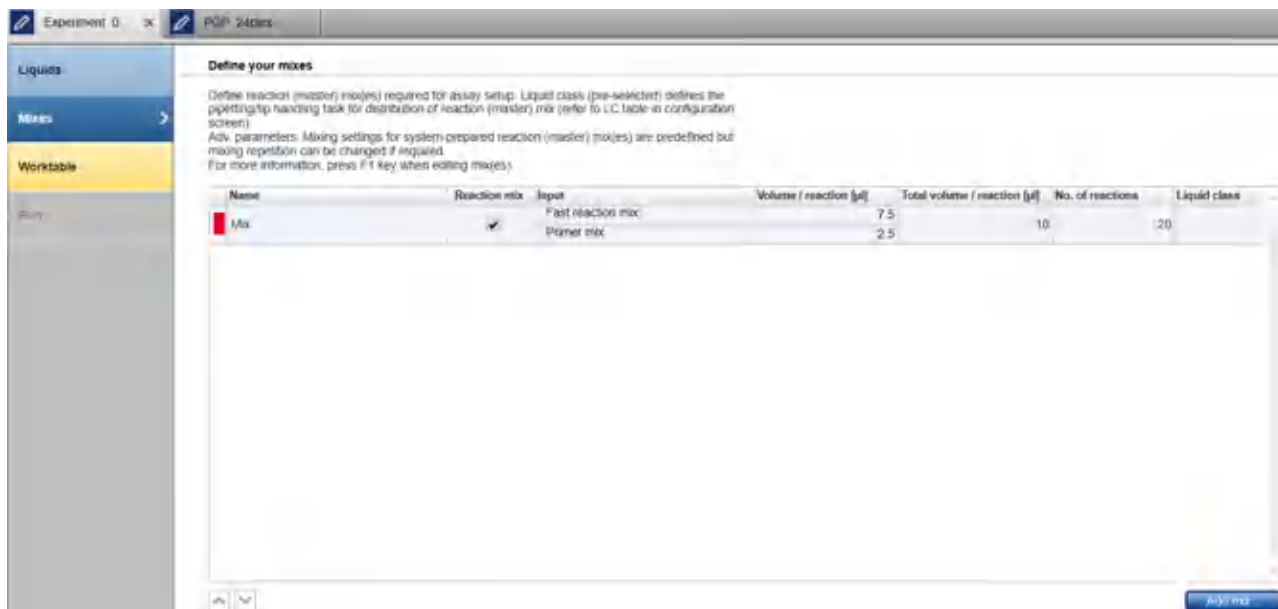 Experiment 0
PGP 24plex
Liquids
Mixes
Worktable
Run
Define your mixes
Define reaction (master) mix(es) required for assay setup. Liquid class (pre-selected) defines the
pipetting/tip handling task for distribution of reaction (master) mix (refer to LC table in configuration
screen)
Adv. parameters: Mixing settings for system-prepared reaction (master) mix(es) are predefined but
mixing repetition can be changed if required.
For more information, press F1 key when editing mix(es).
Name Reaction mix Input Volume / reaction [µl] Total volume / reaction [µl] No. of reactions Liquid class
Fast reaction mix 7.5
Mix ✔ 10 20
Primer mix 2.5
Add mix